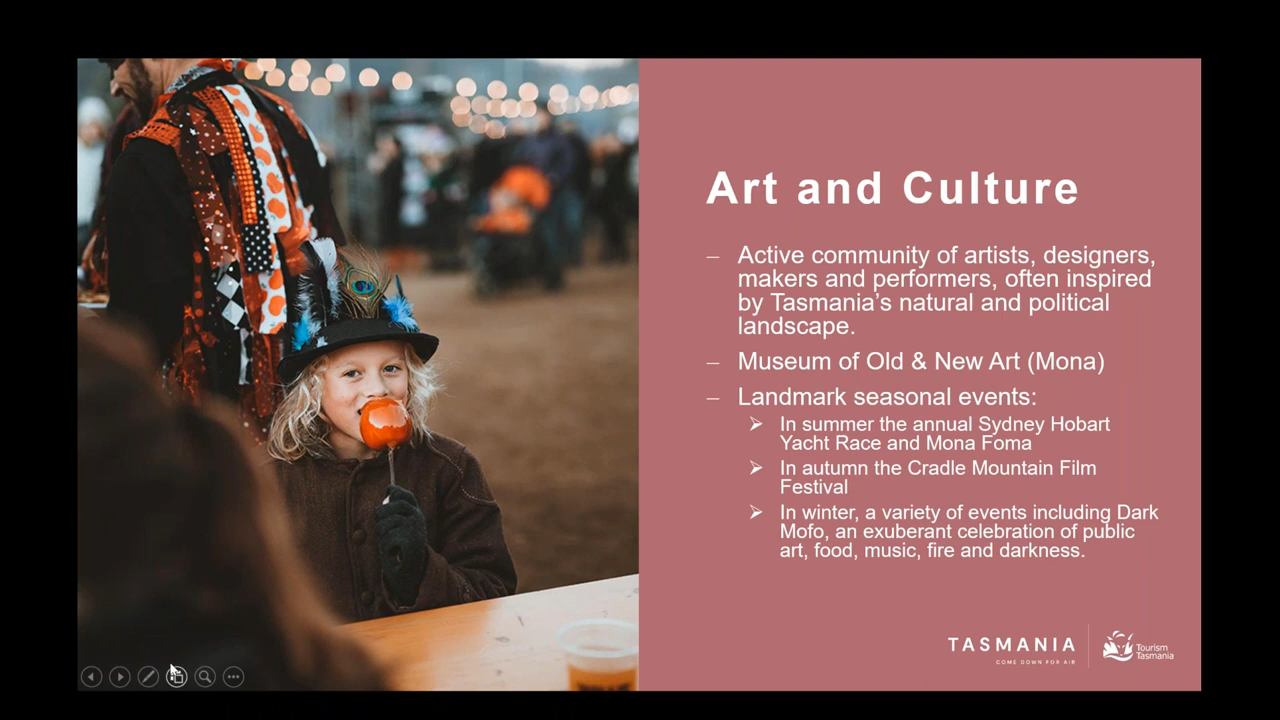 Art and Culture
– Active community of artists, designers,
makers and performers, often inspired
by Tasmania’s natural and political
landscape.
– Museum of Old & New Art (Mona)
– Landmark seasonal events:
➢ In summer the annual Sydney Hobart
Yacht Race and Mona Foma
➢ In autumn the Cradle Mountain Film
Festival
➢ In winter, a variety of events including Dark
Mofo, an exuberant celebration of public
art, food, music, fire and darkness.
TASMANIA
COME DOWN FOR AIR
Tourism
Tasmania